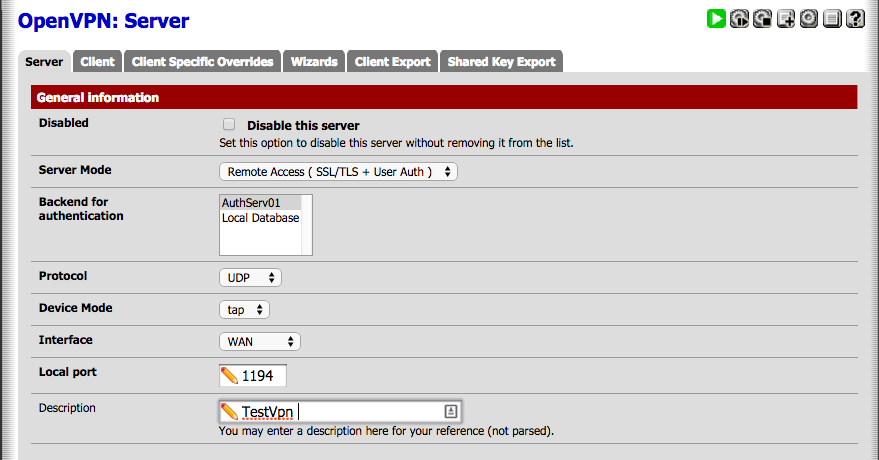 OpenVPN: Server
Server Client Client Specific Overrides Wizards Client Export Shared Key Export
General information
Disabled
Disable this server
Set this option to disable this server without removing it from the list.
Server Mode
Remote Access ( SSL/TLS + User Auth )
Backend for
authentication
AuthServ01
Local Database
Protocol
UDP
Device Mode
tap
Interface
WAN
Local port
1194
Description
TestVpn
You may enter a description here for your reference (not parsed).